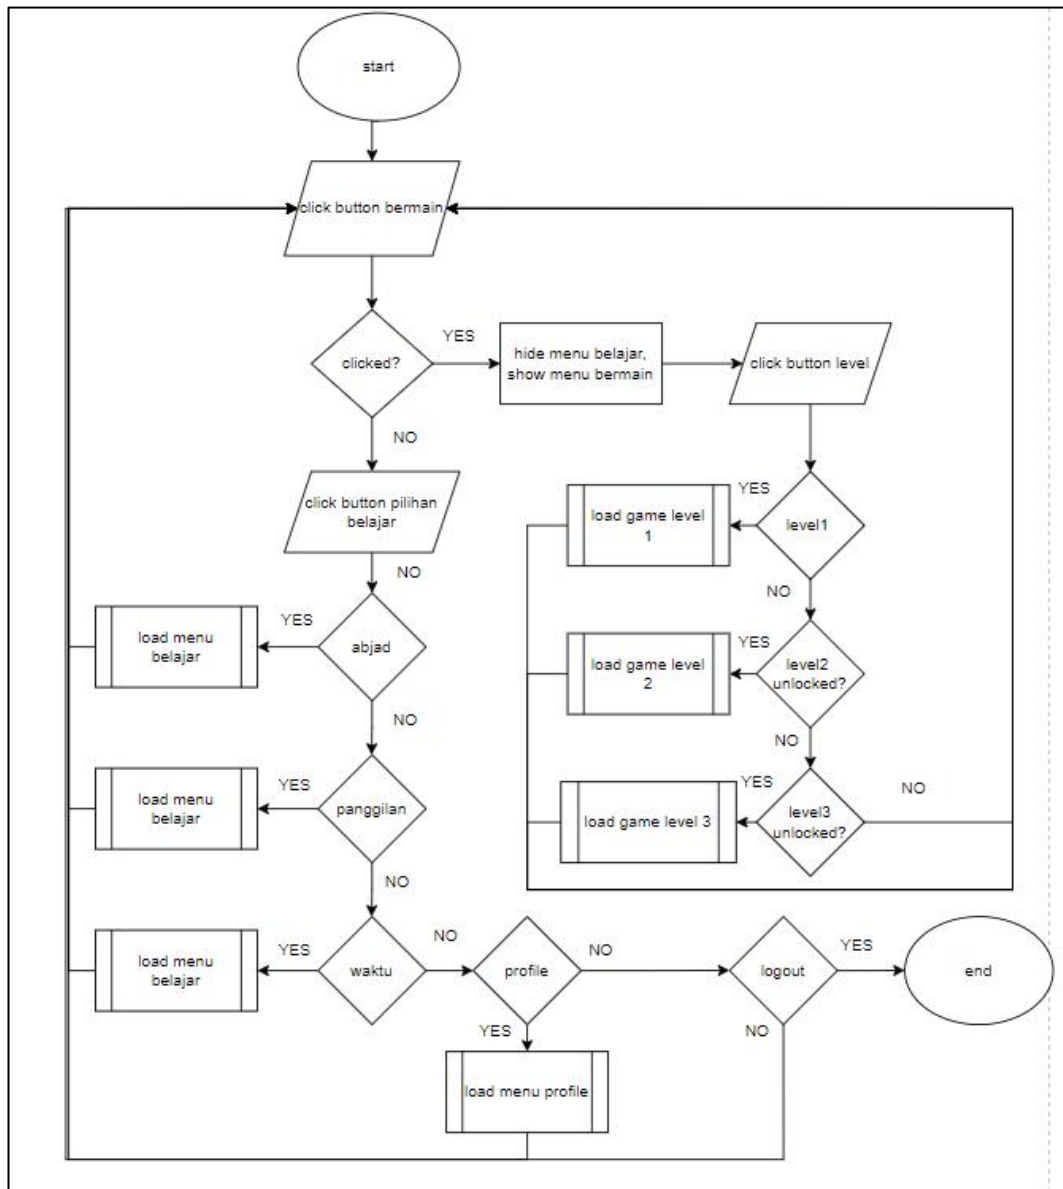 start
click button bermain
clicked?
YES
hide menu belajar,
show menu bermain
click button level
NO
click button pilihan
belajar
YES
load game level
1
level1
NO
NO
abjad
YES
load menu
belajar
YES
load game level
2
level2
unlocked?
NO
NO
panggilan
YES
load menu
belajar
YES
load game level 3
level3
unlocked?
NO
NO
waktu
YES
load menu
belajar
NO
profile
NO
logout
YES
end
YES
NO
load menu profile